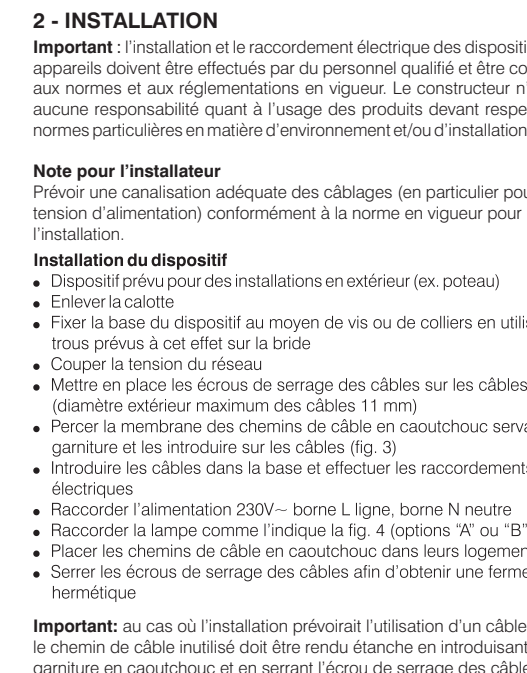 2 - INSTALLATION
Important : l'installation et le raccordement électrique des dispositi
appareils doivent être effectués par du personnel qualifié et être co
aux normes et aux réglementations en vigueur. Le constructeur n'
aucune responsabilité quant à l'usage des produits devant respe
normes particulières en matière d'environnement et/ou d'installation
Note pour l'installateur
Prévoir une canalisation adéquate des câblages (en particulier pou
tension d'alimentation) conformément à la norme en vigueur pour
l'installation.
Installation du dispositif
• Dispositif prévu pour des installations en extérieur (ex. poteau)
• Enlever la calotte
• Fixer la base du dispositif au moyen de vis ou de colliers en utilis
trous prévus à cet effet sur la bride
• Couper la tension du réseau
• Mettre en place les écrous de serrage des câbles sur les câbles
(diamètre extérieur maximum des câbles 11 mm)
• Percer la membrane des chemins de câble en caoutchouc serva
garniture et les introduire sur les câbles (fig. 3)
• Introduire les câbles dans la base et effectuer les raccordements
électriques
• Raccorder l'alimentation 230V~ borne L ligne, borne N neutre
• Raccorder la lampe comme l'indique la fig. 4 (options “A” ou “B”
• Placer les chemins de câble en caoutchouc dans leurs logemen
• Serrer les écrous de serrage des câbles afin d'obtenir une ferme
hermétique
Important: au cas où l'installation prévoirait l'utilisation d'un câble
le chemin de câble inutilisé doit être rendu étanche en introduisant
garniture en caoutchouc et en serrant l'écrou de serrage des câble